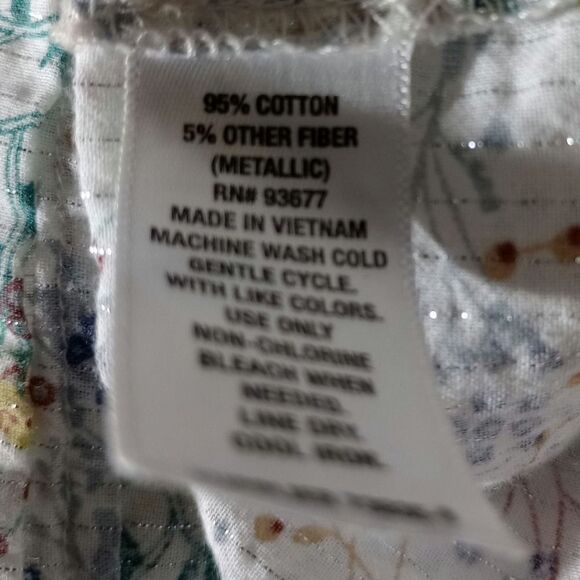 95% COTTON
5% OTHER FIBER
(METALLIC)
RN# 93677
MADE IN VIETNAM
MACHINE WASH COLD
GENTLE CYCLE.
WITH LIKE COLORS.
USE ONLY
NON-CHLORINE
BLEACH WHEN
NEEDED.
LINE DRY.
COOL IRON.